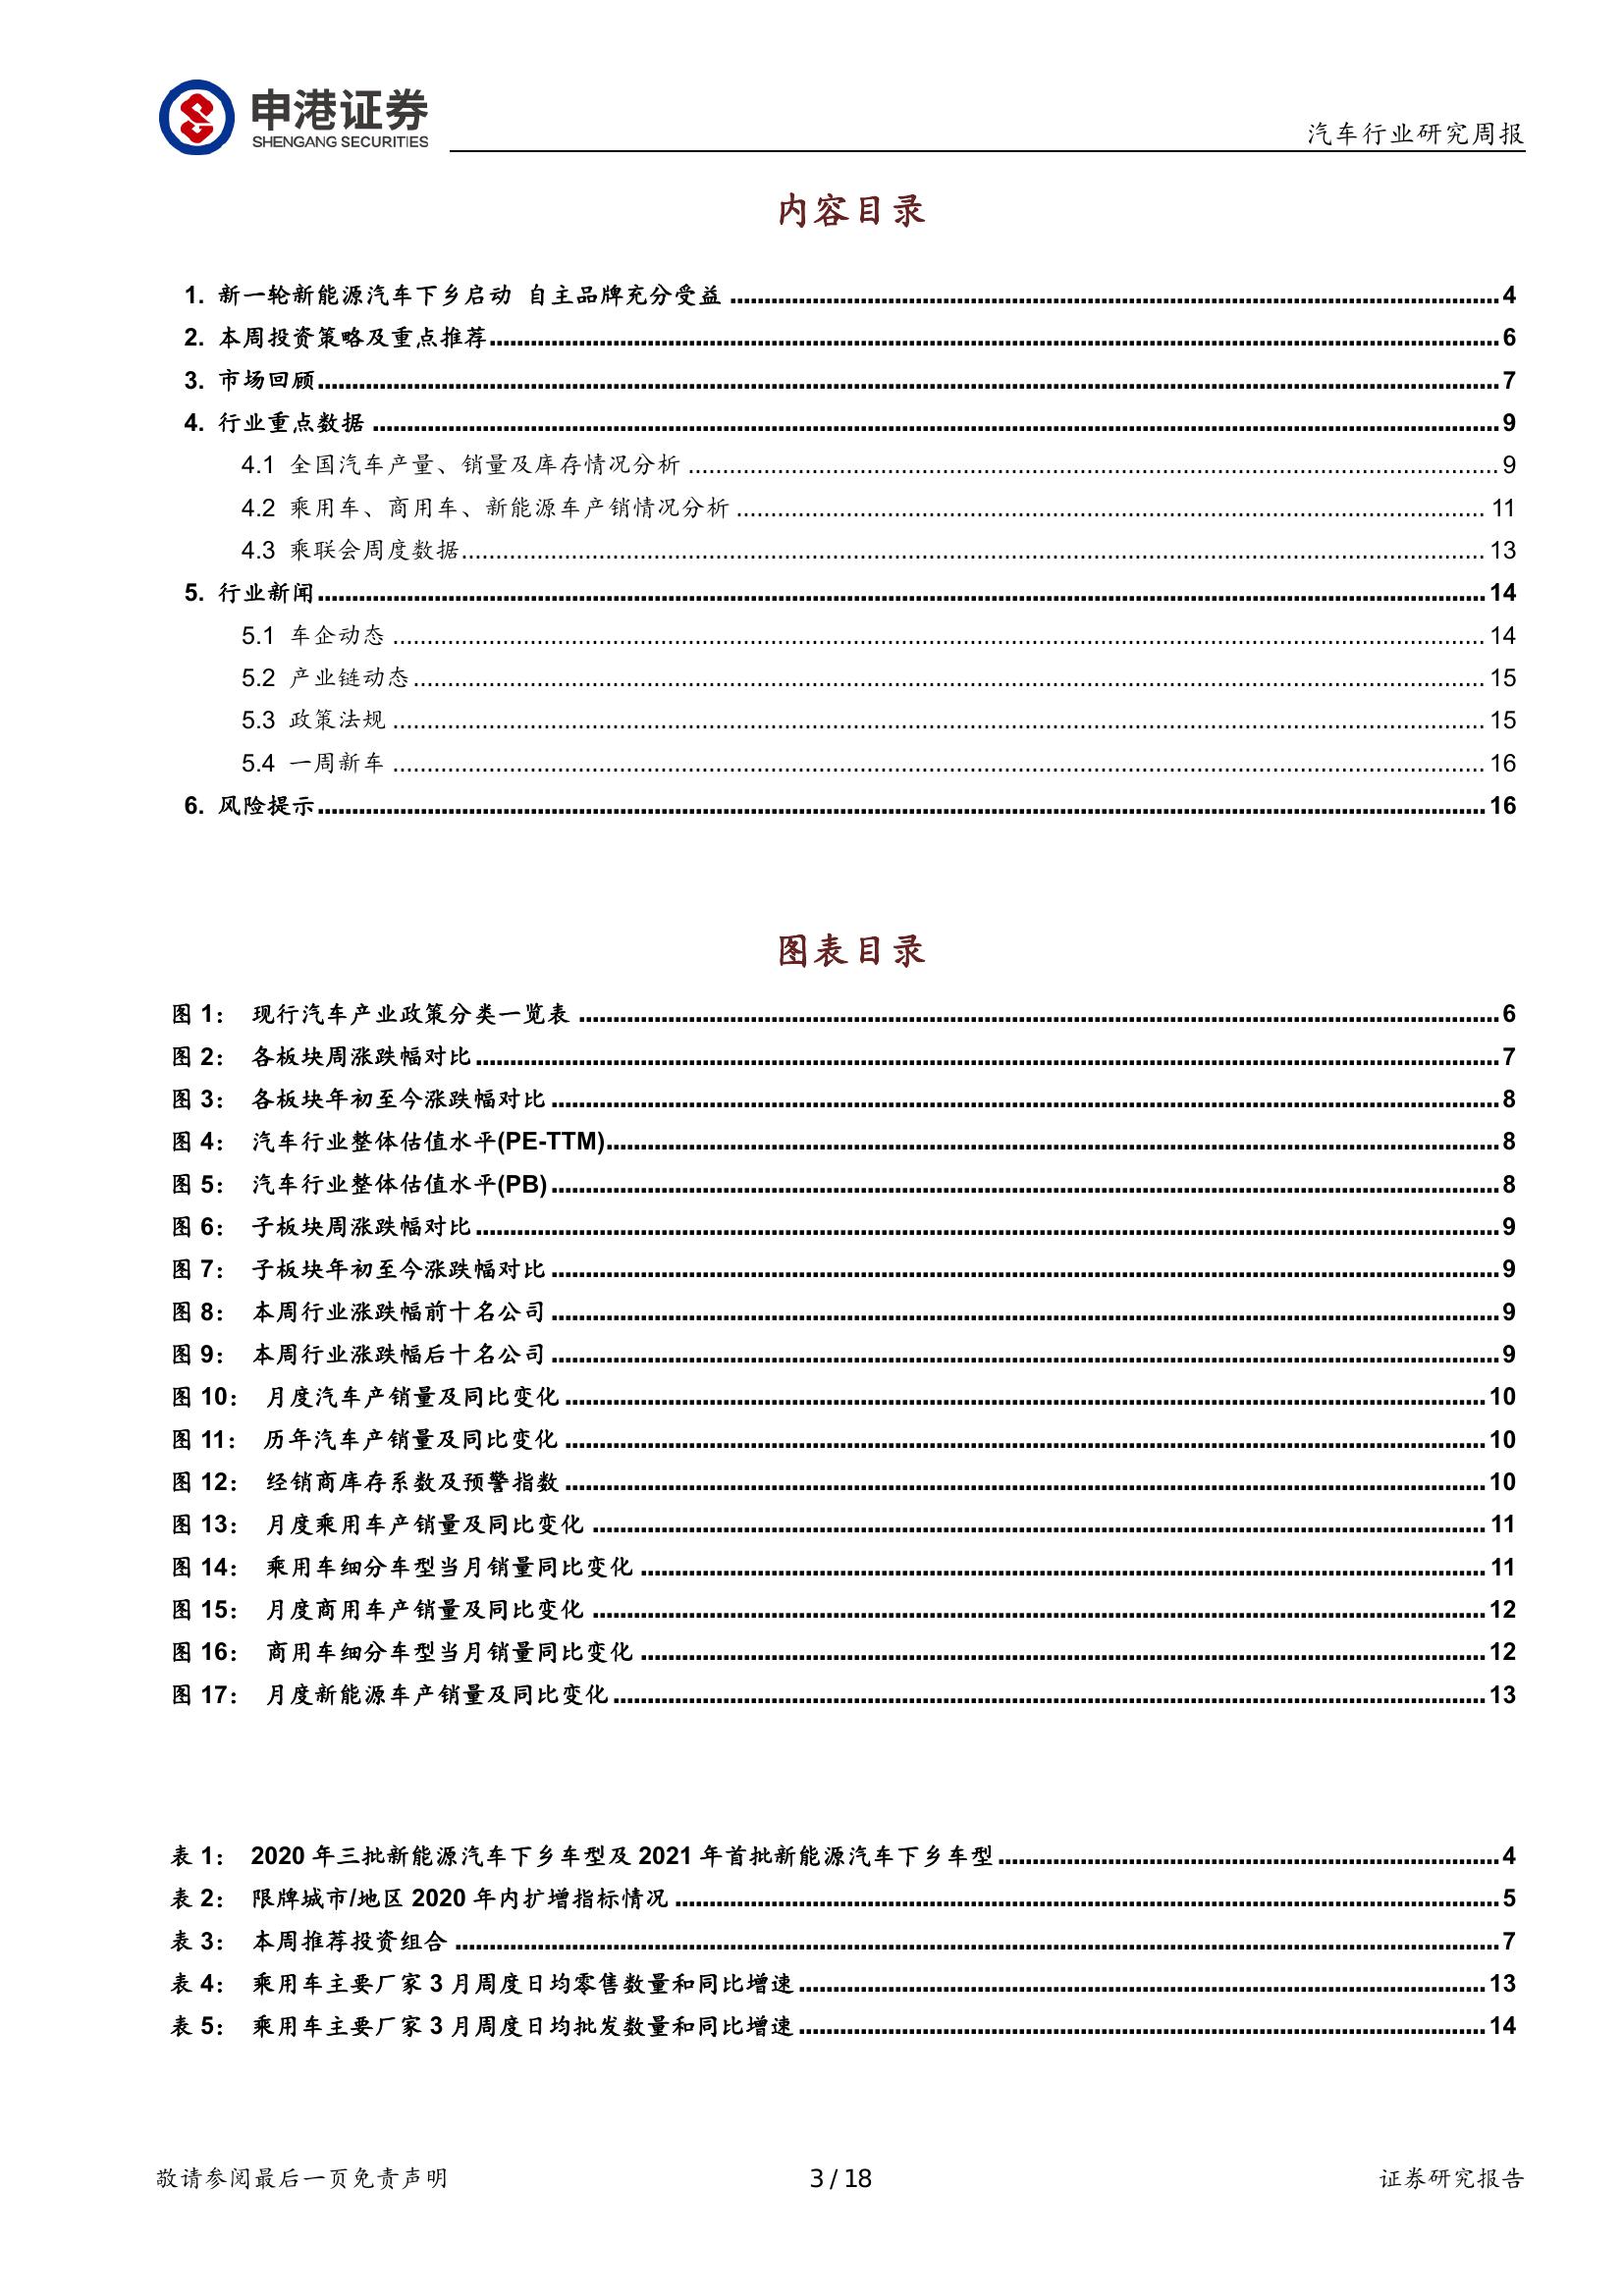 申港证券
SHENGANG SECURITIES
汽车行业研究周报
内容目录
1. 新一轮新能源汽车下乡启动 自主品牌充分受益 4
2. 本周投资策略及重点推荐 6
3. 市场回顾 7
4. 行业重点数据 9
4.1 全国汽车产量、销量及库存情况分析 9
4.2 乘用车、商用车、新能源车产销情况分析 11
4.3 乘联会周度数据 13
5. 行业新闻 14
5.1 车企动态 14
5.2 产业链动态 15
5.3 政策法规 15
5.4 一周新车 16
6. 风险提示 16
图表目录
图 1： 现行汽车产业政策分类一览表 6
图 2： 各板块周涨跌幅对比 7
图 3： 各板块年初至今涨跌幅对比 8
图 4： 汽车行业整体估值水平(PE-TTM) 8
图 5： 汽车行业整体估值水平(PB) 8
图 6： 子板块周涨跌幅对比 9
图 7： 子板块年初至今涨跌幅对比 9
图 8： 本周行业涨跌幅前十名公司 9
图 9： 本周行业涨跌幅后十名公司 9
图 10： 月度汽车产销量及同比变化 10
图 11： 历年汽车产销量及同比变化 10
图 12： 经销商库存系数及预警指数 10
图 13： 月度乘用车产销量及同比变化 11
图 14： 乘用车细分车型当月销量同比变化 11
图 15： 月度商用车产销量及同比变化 12
图 16： 商用车细分车型当月销量同比变化 12
图 17： 月度新能源车产销量及同比变化 13
表 1： 2020 年三批新能源汽车下乡车型及 2021 年首批新能源汽车下乡车型 4
表 2： 限牌城市/地区 2020 年内扩增指标情况 5
表 3： 本周推荐投资组合 7
表 4： 乘用车主要厂家 3 月周度日均零售数量和同比增速 13
表 5： 乘用车主要厂家 3 月周度日均批发数量和同比增速 14
敬请参阅最后一页免责声明
3 / 18
证券研究报告